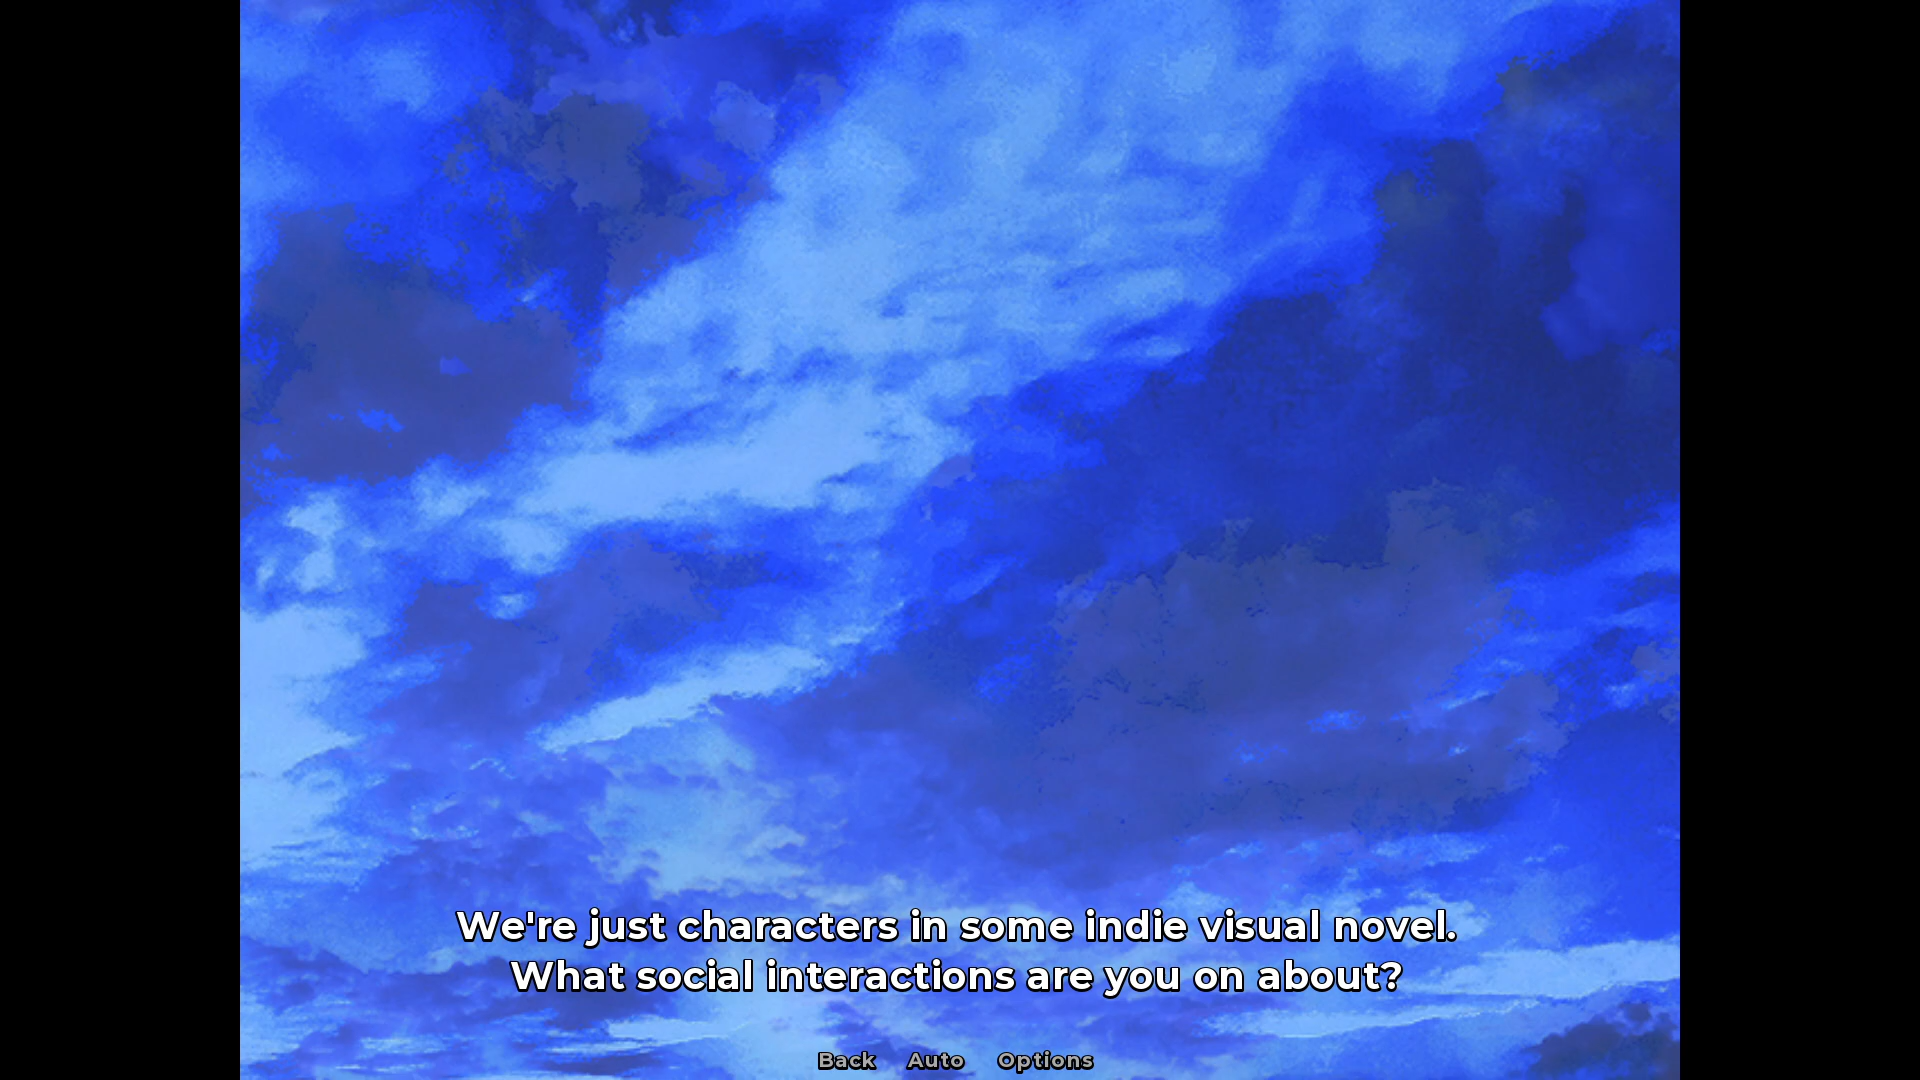 We're just characters in some indie visual novel.
What social interactions are you on about?
Back Auto Options